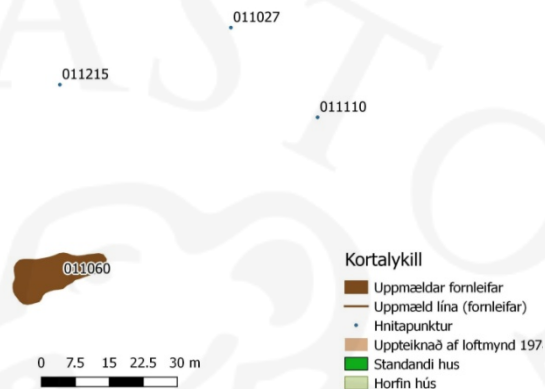 011027
011215
011110
011060
Kortalykill
Uppmældar fornleifar
Uppmæld lína (fornleifar)
Hnitapunktur
Uppteiknað af loftmynd 197
Standandi hus
Horfin hús
0 7.5 15 22.5 30 m